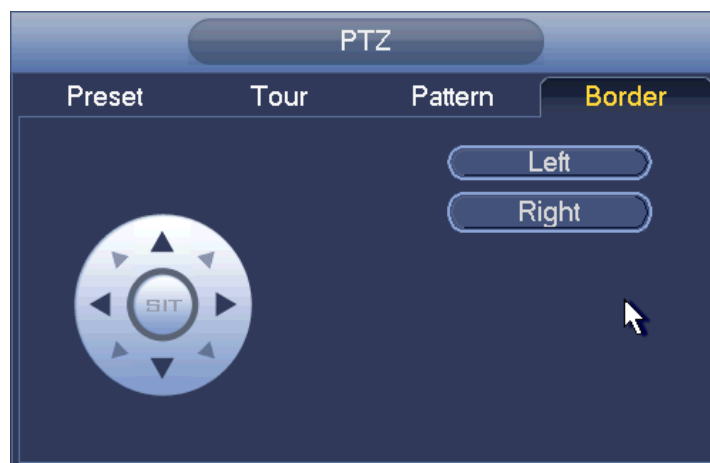 PTZ
Preset Tour Pattern Border
Left
Right
SIT